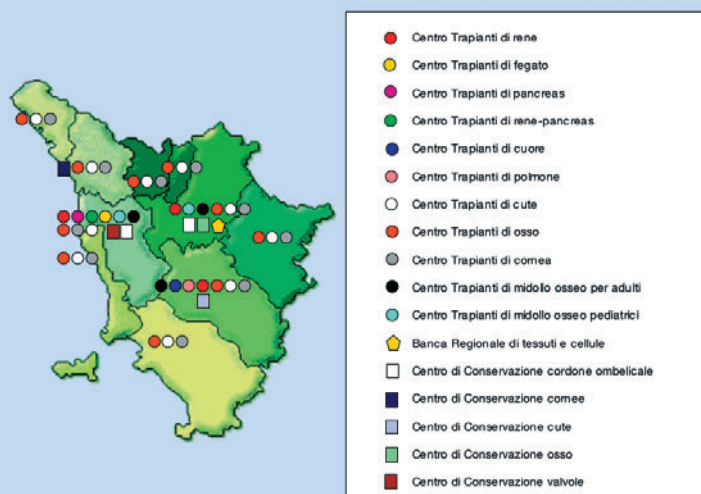 Centro Trapianti di rene
Centro Trapianti di fegato
Centro Trapianti di pancreas
Centro Trapianti di rene-pancreas
Centro Trapianti di cuore
Centro Trapianti di polmone
Centro Trapianti di cute
Centro Trapianti di osso
Centro Trapianti di cornea
Centro Trapianti di midollo osseo per adulti
Centro Trapianti di midollo osseo pediatrici
Banca Regionale di tessuti e cellule
Centro di Conservazione cordone ombelicale
Centro di Conservazione cornee
Centro di Conservazione cute
Centro di Conservazione osso
Centro di Conservazione valvole